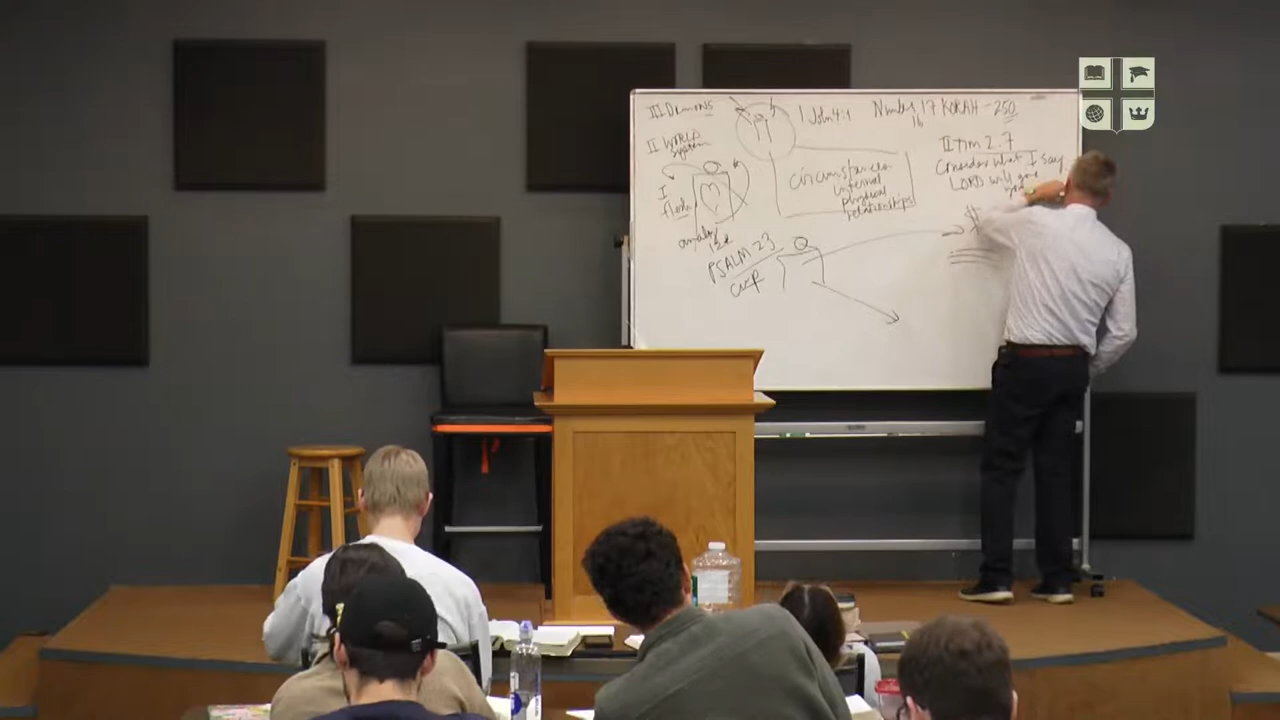 III Demons
I John 4:4
Numbers 17 KORAH - 250
16
II WORLD
System
II Tim 2.7
Consider what I say
LORD will give
I
Flesh
circumstances
internal
physical
relationships
PSALM 23
cup
$